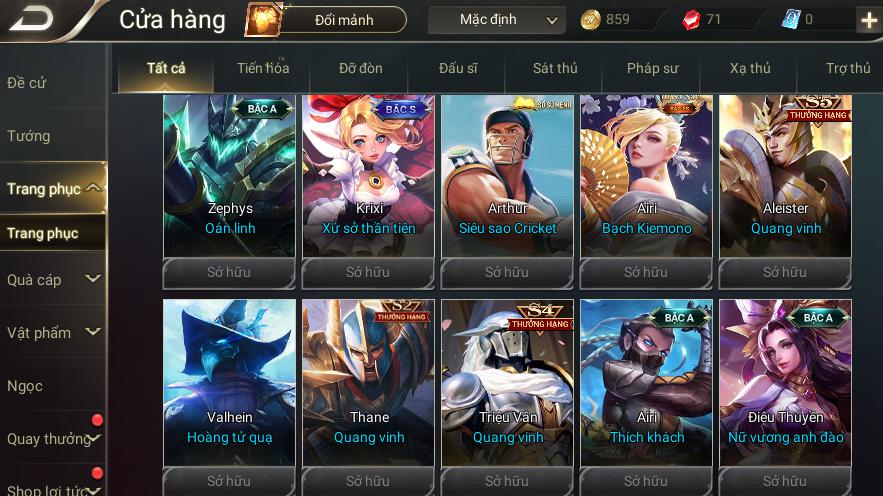 Cửa hàng
Đổi mảnh
Mặc định
859
71
0
Tất cả
Tiến hóa
Đỡ đòn
Đấu sĩ
Sát thủ
Pháp sư
Xạ thủ
Trợ thủ
Đề cử
Tướng
Trang phục
Trang phục
Quà cáp
Vật phẩm
Ngọc
Quay thưởng
Shop lợi tức
BẬC A
Zephys
Oán linh
Sở hữu
BẬC S
Krixi
Xứ sở thần tiên
Sở hữu
SỔ SỨ MỆNH
Arthur
Siêu sao Cricket
Sở hữu
Airi
Bạch Kiemono
Sở hữu
S5
THƯỞNG HẠNG
Aleister
Quang vinh
Sở hữu
Valhein
Hoàng tử quạ
Sở hữu
S2
THƯỞNG HẠNG
Thane
Quang vinh
Sở hữu
S4
THƯỞNG HẠNG
Triệu Vân
Quang vinh
Sở hữu
BẬC A
Airi
Thích khách
Sở hữu
BẬC A
Điêu Thuyền
Nữ vương anh đào
Sở hữu